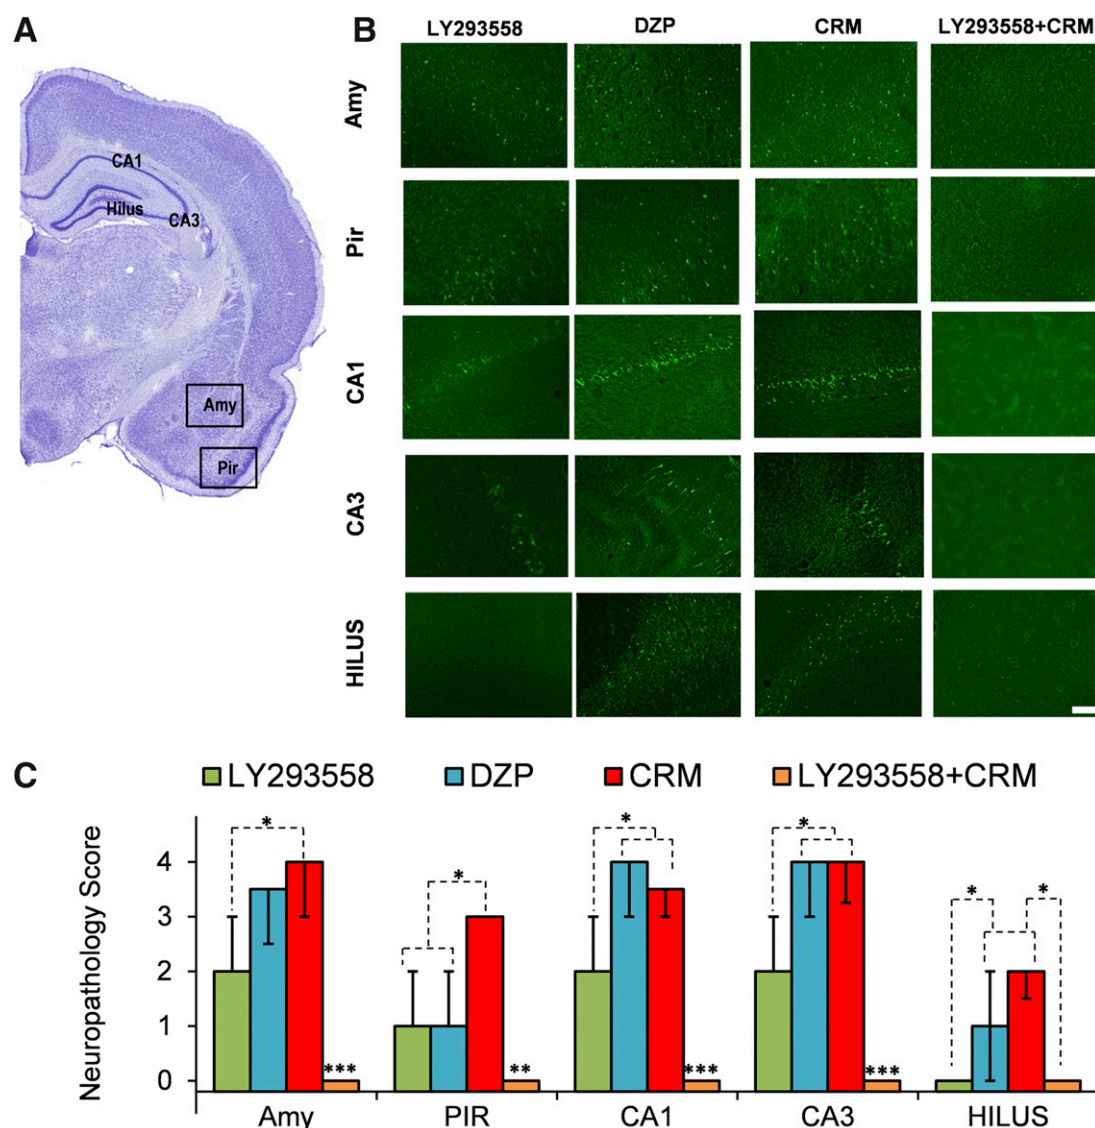 A
B
LY293558 DZP CRM LY293558+CRM
CA1
Hilus
CA3
Amy
Pir
Amy
Pir
CA1
CA3
HILUS
C
LY293558 DZP CRM LY293558+CRM
Neuropathology Score
4
3
2
1
0
* * * * * *
*** ** *** ***
Amy PIR CA1 CA3 HILUS